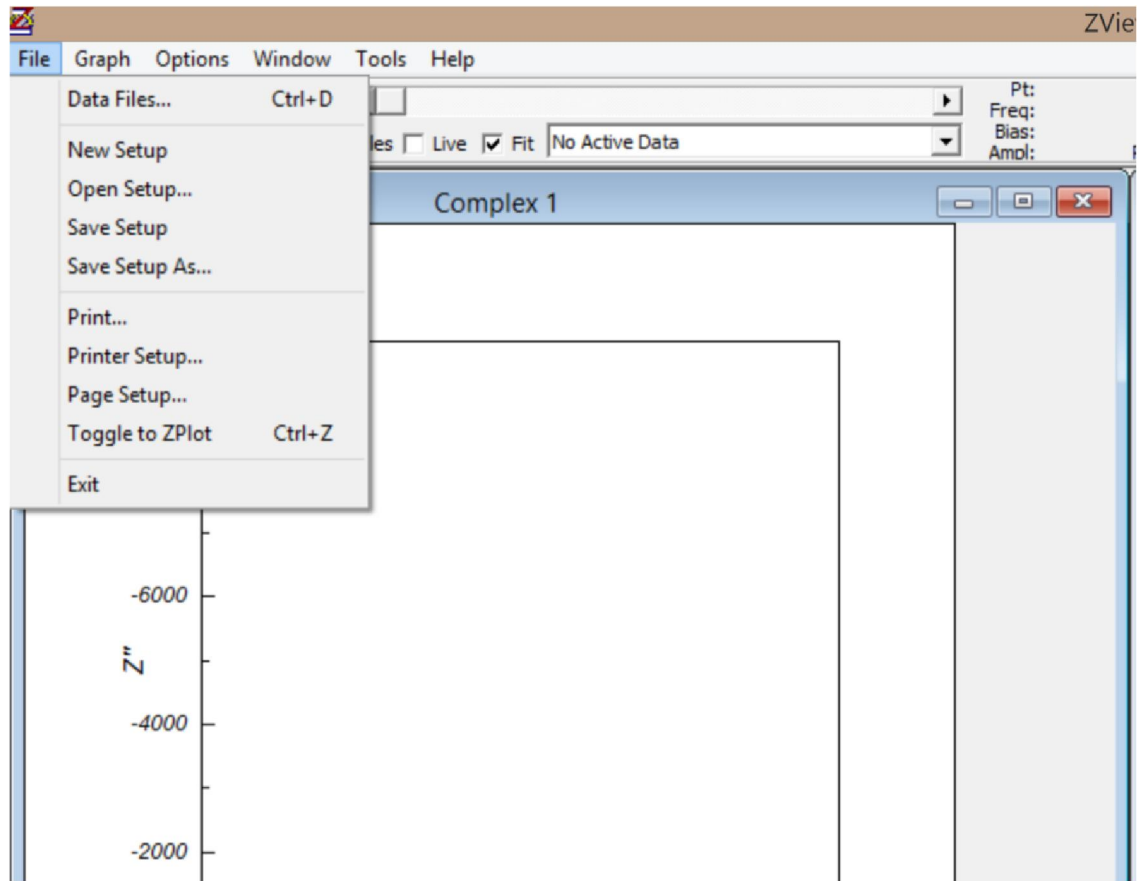 ZVie
File Graph Options Window Tools Help
Data Files... Ctrl+D
New Setup
Open Setup...
Save Setup
Save Setup As...
Print...
Printer Setup...
Page Setup...
Toggle to ZPlot Ctrl+Z
Exit
les Live Fit No Active Data
Pt:
Freq:
Bias:
Ampl:
Complex 1
-6000
Z"
-4000
-2000